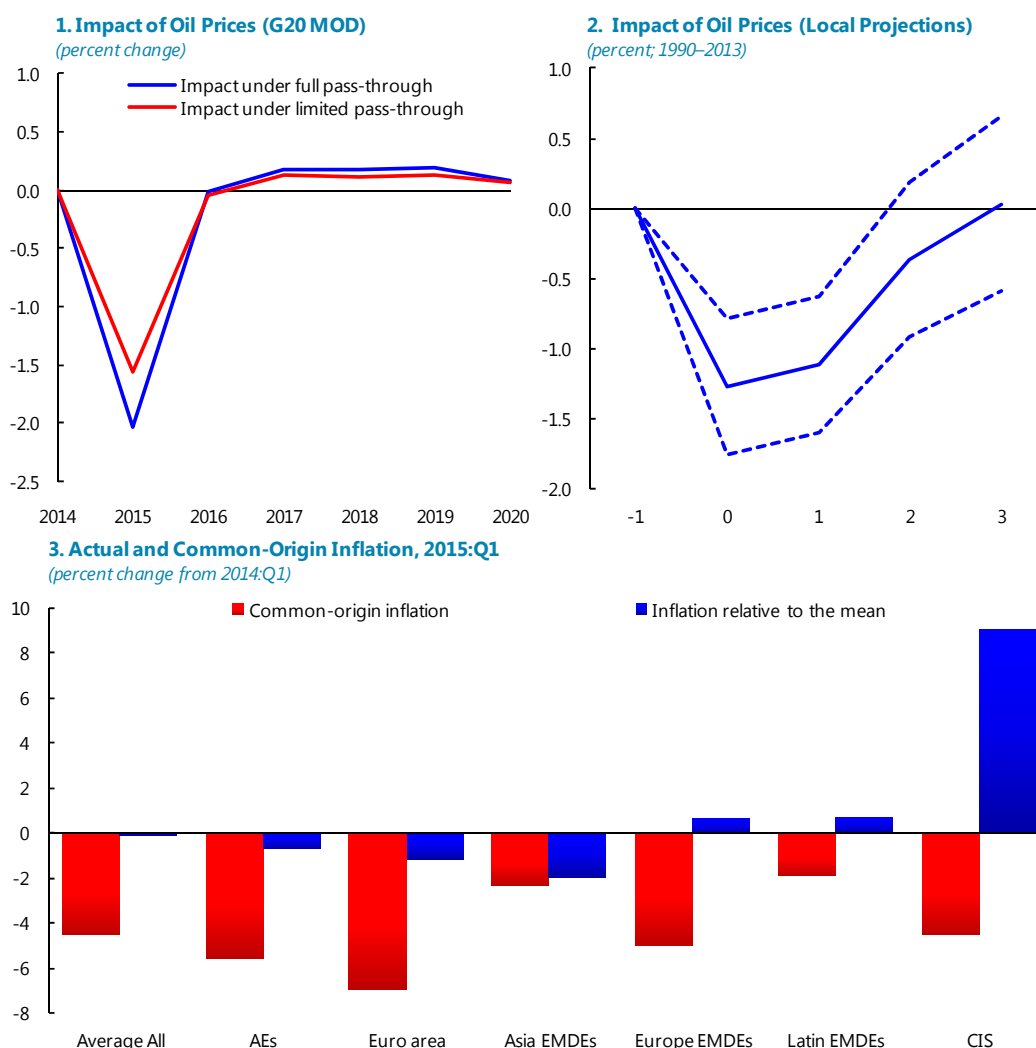 1. Impact of Oil Prices (G20 MOD)
(percent change)
1.0
0.5
0.0
-0.5
-1.0
-1.5
-2.0
-2.5
Impact under full pass-through
Impact under limited pass-through
2014 2015 2016 2017 2018 2019 2020
2. Impact of Oil Prices (Local Projections)
(percent; 1990–2013)
1.0
0.5
0.0
-0.5
-1.0
-1.5
-2.0
-1 0 1 2 3
3. Actual and Common-Origin Inflation, 2015:Q1
(percent change from 2014:Q1)
10
8
6
4
2
0
-2
-4
-6
-8
Common-origin inflation
Inflation relative to the mean
Average All AEs Euro area Asia EMDEs Europe EMDEs Latin EMDEs CIS